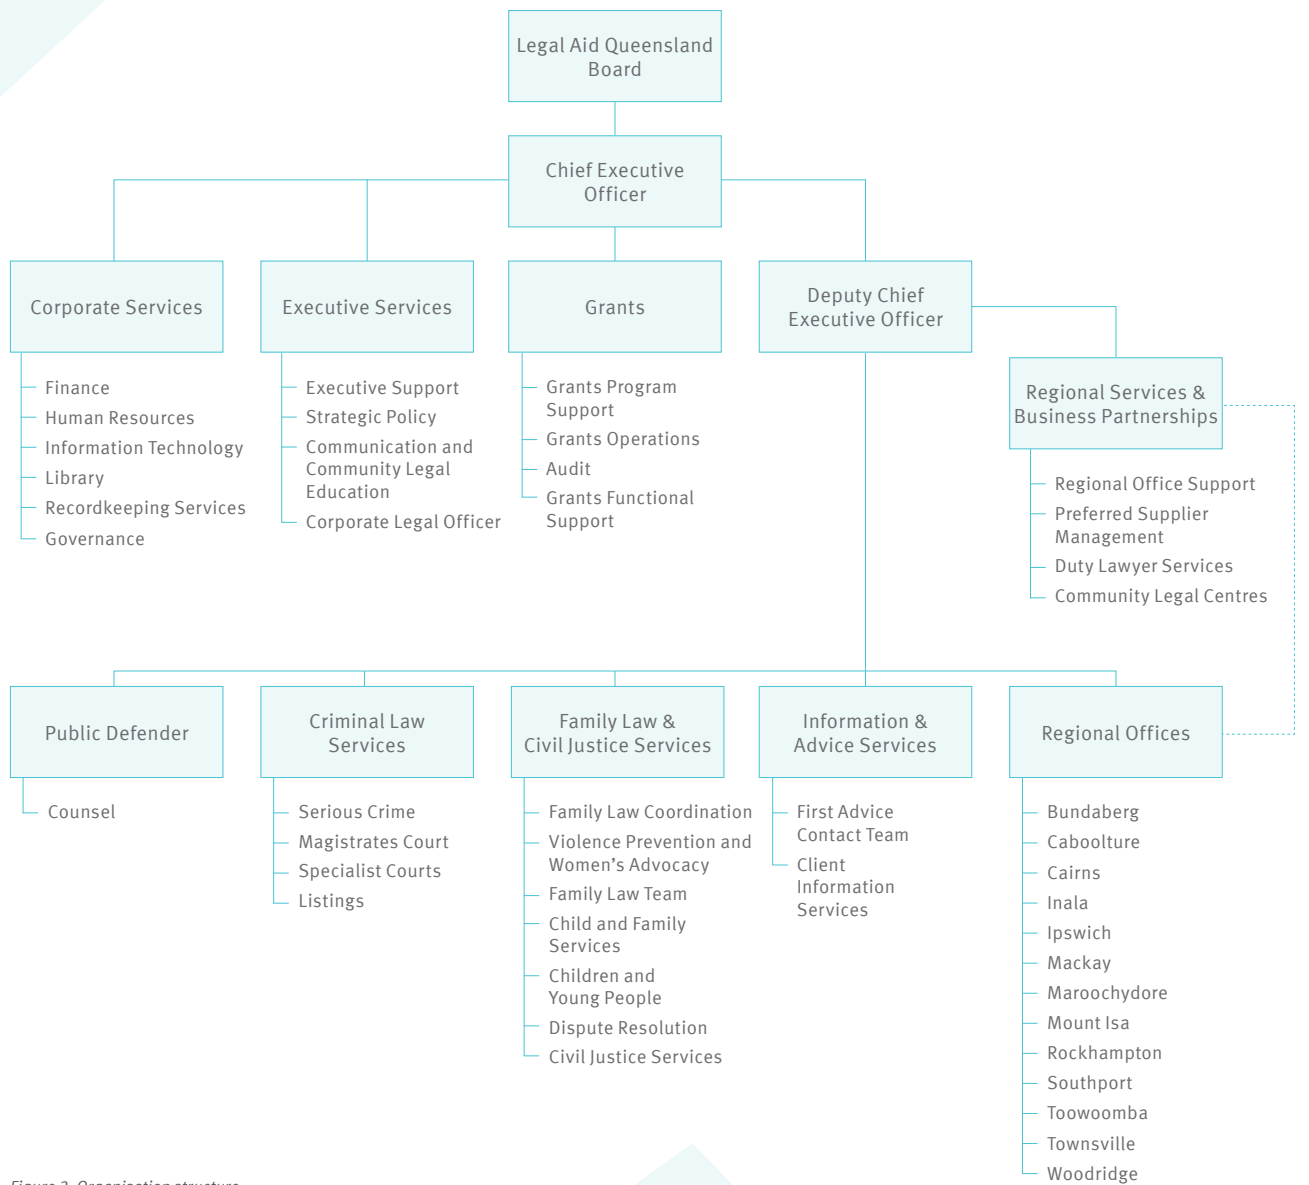 Legal Aid Queensland
Board
Chief Executive
Officer
Corporate Services
Executive Services
Grants
Deputy Chief
Executive Officer
Finance
Human Resources
Information Technology
Library
Recordkeeping Services
Governance
Executive Support
Strategic Policy
Communication and
Community Legal
Education
Corporate Legal Officer
Grants Program
Support
Grants Operations
Audit
Grants Functional
Support
Regional Services &
Business Partnerships
Regional Office Support
Preferred Supplier
Management
Duty Lawyer Services
Community Legal Centres
Public Defender
Counsel
Criminal Law
Services
Serious Crime
Magistrates Court
Specialist Courts
Listings
Family Law &
Civil Justice Services
Family Law Coordination
Violence Prevention and
Women’s Advocacy
Family Law Team
Child and Family
Services
Children and
Young People
Dispute Resolution
Civil Justice Services
Information &
Advice Services
First Advice
Contact Team
Client
Information
Services
Regional Offices
Bundaberg
Caboolture
Cairns
Inala
Ipswich
Mackay
Maroochydore
Mount Isa
Rockhampton
Southport
Toowoomba
Townsville
Woodridge